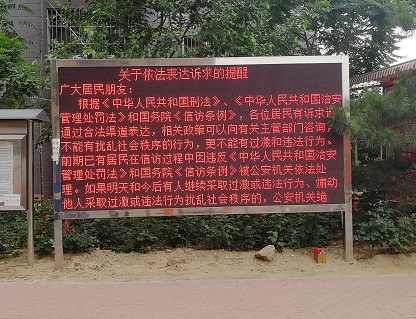 关于依法表达诉求的提醒
广大居民朋友：
根据《中华人民共和国刑法》、《中华人民共和国治安
管理处罚法》和国务院《信访条例》，各位居民有诉求请
通过合法渠道表达，相关政策可以向有关主管部门咨询，
不能有扰乱社会秩序的行为，更不能有过激和违法行为。
前期已有居民在信访过程中因违反《中华人民共和国治安
管理处罚法》和国务院《信访条例》被公安机关依法处
理。如果明天和今后有人继续采取过激或违法行为、煽动
他人采取过激或违法行为扰乱社会秩序的，公安机关绝